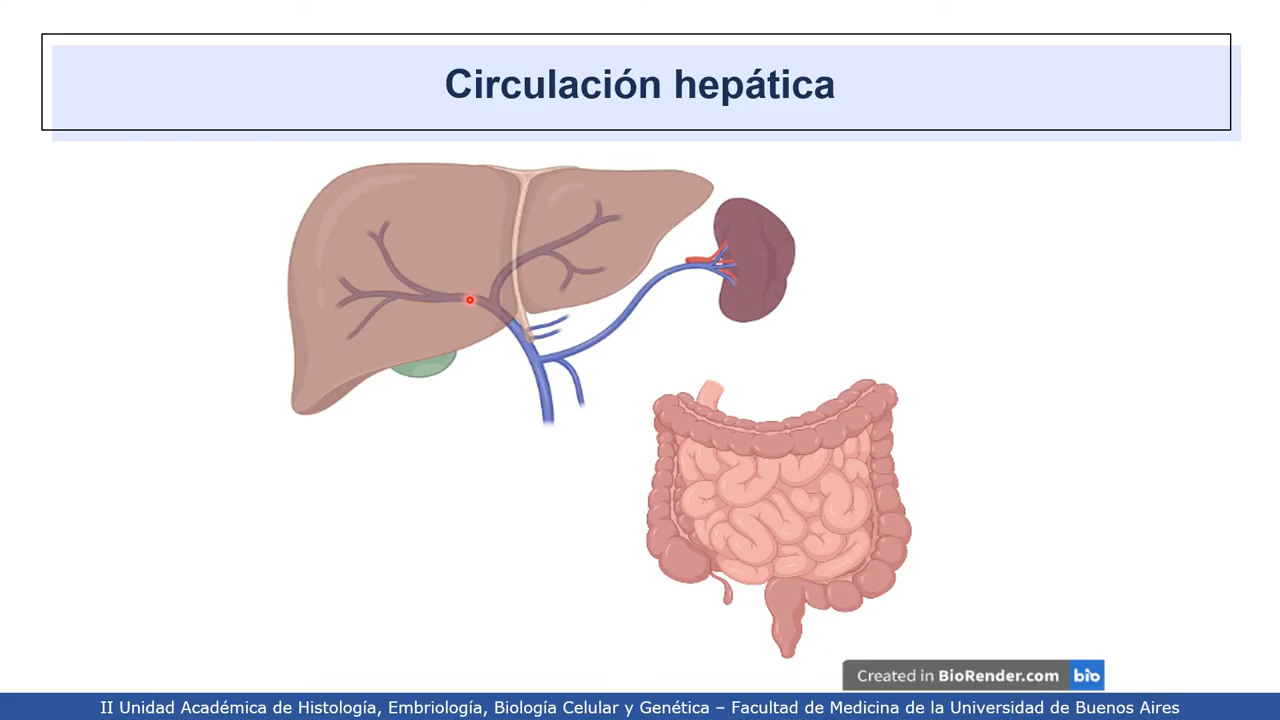 Circulación hepática
Created in BioRender.com bio
II Unidad Académica de Histología, Embriología, Biología Celular y Genética – Facultad de Medicina de la Universidad de Buenos Aires